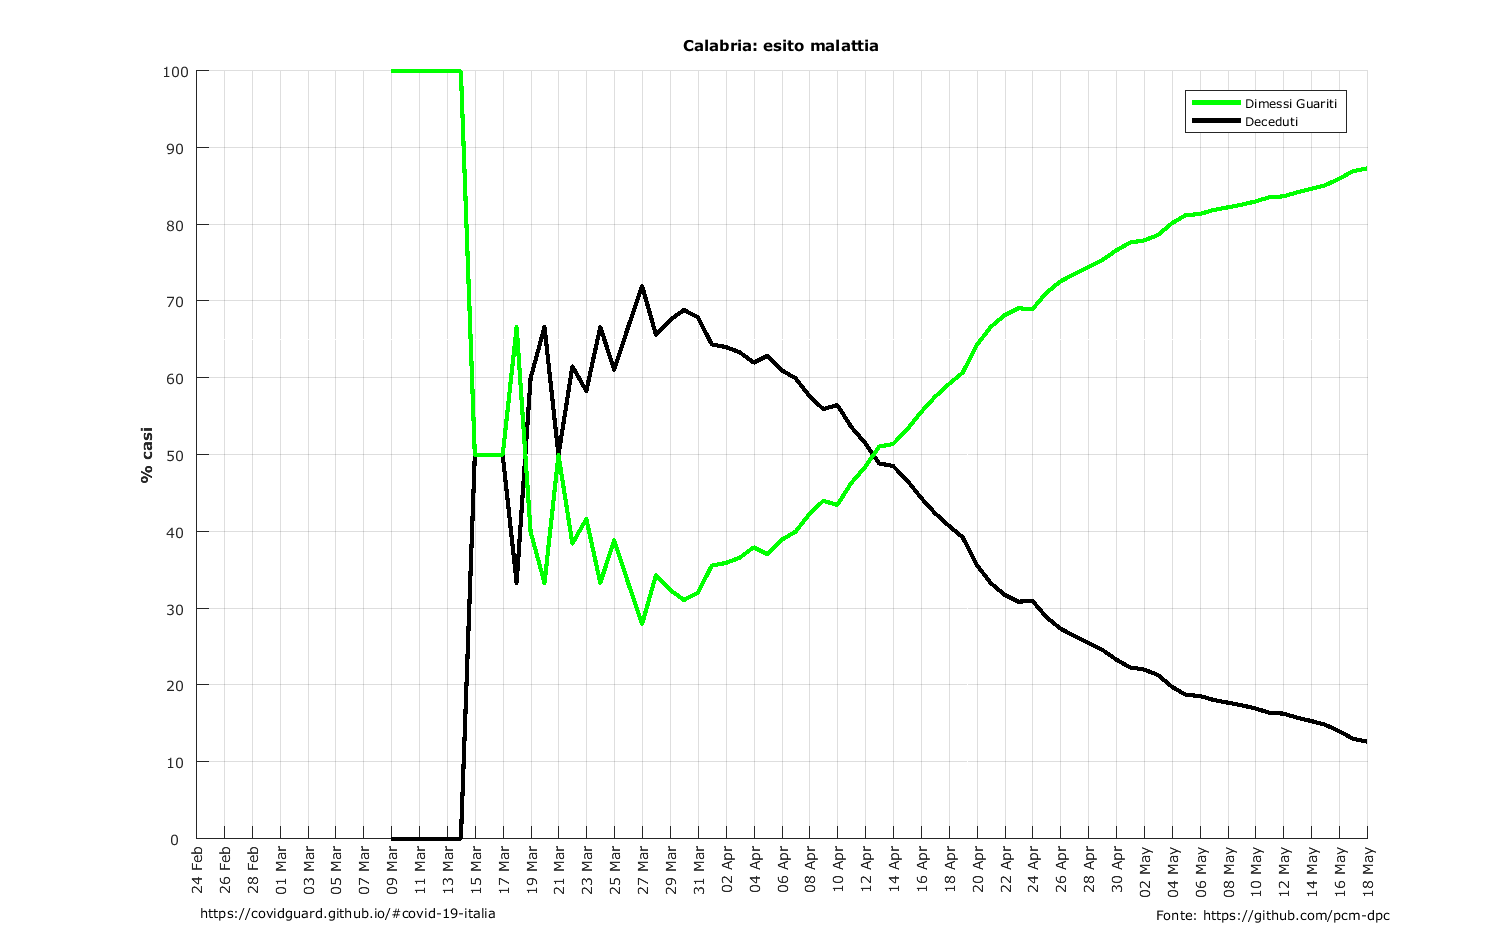 Calabria: esito malattia
Dimessi Guariti
Deceduti
% casi
100
90
80
70
60
50
40
30
20
10
0
24 Feb
26 Feb
28 Feb
01 Mar
03 Mar
05 Mar
07 Mar
09 Mar
11 Mar
13 Mar
15 Mar
17 Mar
19 Mar
21 Mar
23 Mar
25 Mar
27 Mar
29 Mar
31 Mar
02 Apr
04 Apr
06 Apr
08 Apr
10 Apr
12 Apr
14 Apr
16 Apr
18 Apr
20 Apr
22 Apr
24 Apr
26 Apr
28 Apr
30 Apr
02 May
04 May
06 May
08 May
10 May
12 May
14 May
16 May
18 May
https://covidguard.github.io/#covid-19-italia
Fonte: https://github.com/pcm-dpc